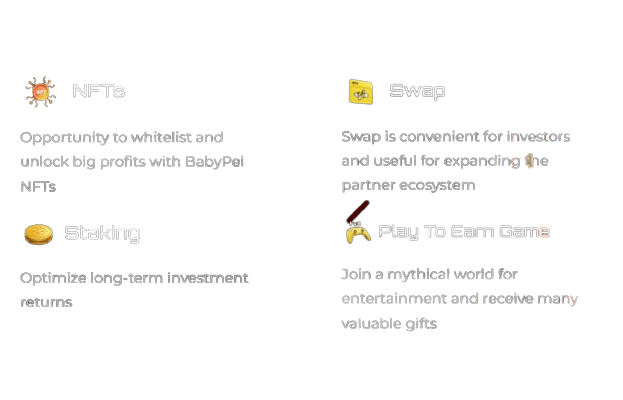 NFTs
Opportunity to whitelist and
unlock big profits with BabyPei
NFTs
Swap
Swap is convenient for investors
and useful for expanding the
partner ecosystem
Staking
Optimize long-term investment
returns
Play To Earn Game
Join a mythical world for
entertainment and receive many
valuable gifts